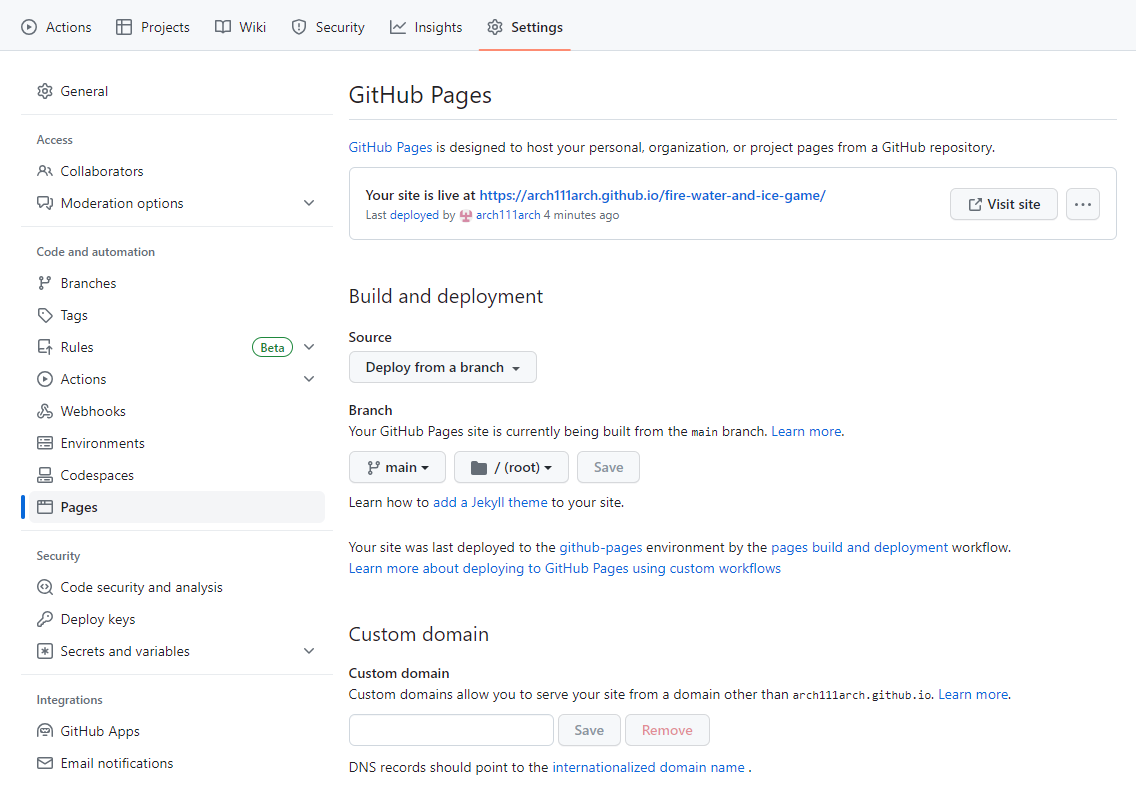 Actions Projects Wiki Security Insights Settings
General
Access
Collaborators
Moderation options
Code and automation
Branches
Tags
Rules Beta
Actions
Webhooks
Environments
Codespaces
Pages
Security
Code security and analysis
Deploy keys
Secrets and variables
Integrations
GitHub Apps
Email notifications
GitHub Pages
GitHub Pages is designed to host your personal, organization, or project pages from a GitHub repository.
Your site is live at https://arch111arch.github.io/fire-water-and-ice-game/
Last deployed by arch111arch 4 minutes ago
Visit site
Build and deployment
Source
Deploy from a branch
Branch
Your GitHub Pages site is currently being built from the main branch. Learn more.
main / (root) Save
Learn how to add a Jekyll theme to your site.
Your site was last deployed to the github-pages environment by the pages build and deployment workflow.
Learn more about deploying to GitHub Pages using custom workflows
Custom domain
Custom domain
Custom domains allow you to serve your site from a domain other than arch111arch.github.io. Learn more.
Save Remove
DNS records should point to the internationalized domain name .